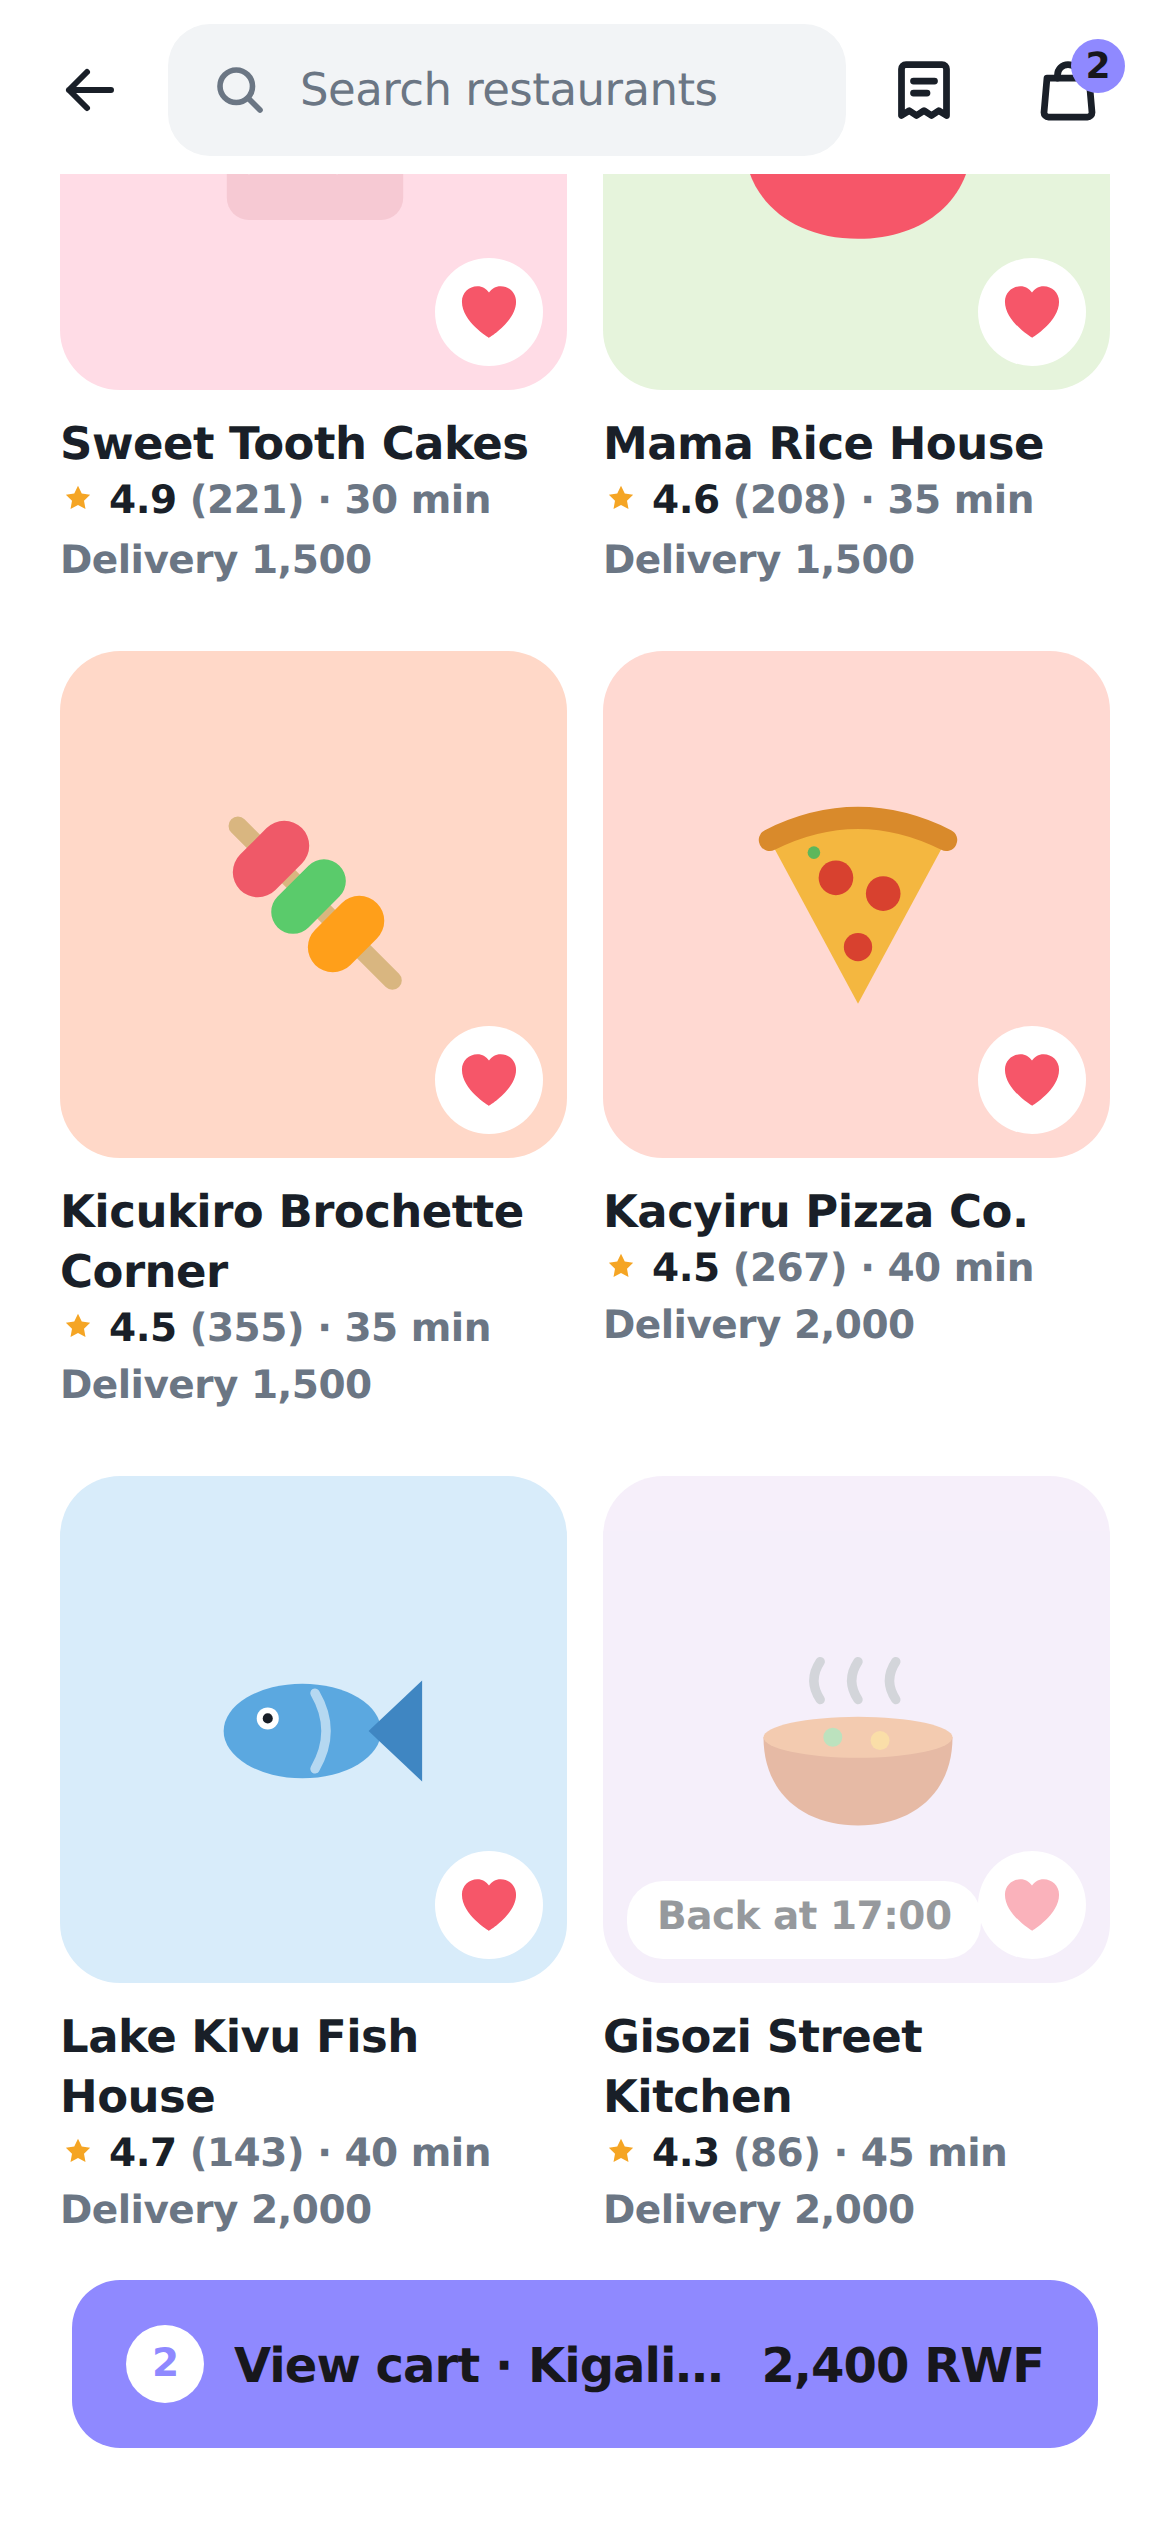 Search restaurants
2
Sweet Tooth Cakes
4.9 (221) · 30 min
Delivery 1,500
Mama Rice House
4.6 (208) · 35 min
Delivery 1,500
Kicukiro Brochette
Corner
4.5 (355) · 35 min
Delivery 1,500
Kacyiru Pizza Co.
4.5 (267) · 40 min
Delivery 2,000
Lake Kivu Fish
House
4.7 (143) · 40 min
Delivery 2,000
Back at 17:00
Gisozi Street
Kitchen
4.3 (86) · 45 min
Delivery 2,000
2 View cart · Kigali... 2,400 RWF